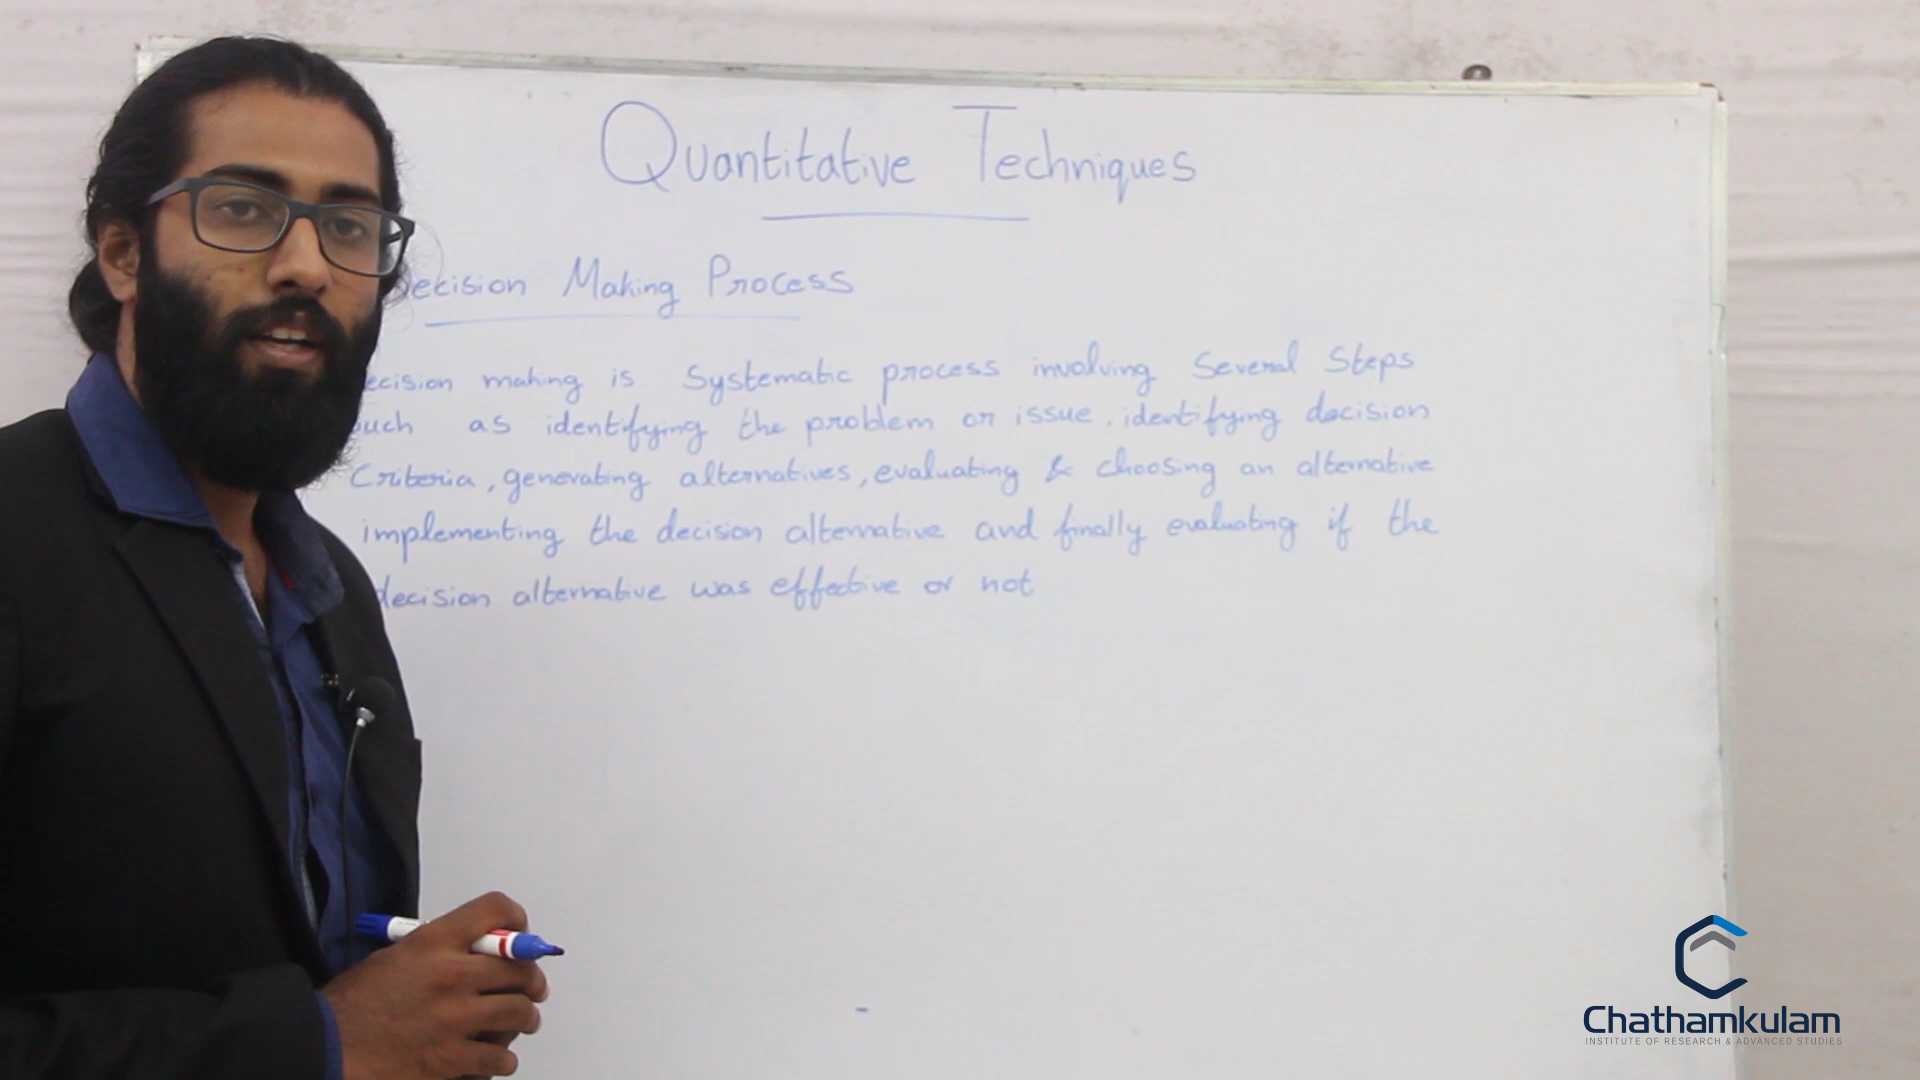 Quantitative Techniques
Decision Making Process
ecision making is Systematic process involving Several Steps
such as identifying the problem or issue, identifying decision
Criteria, generating alternatives, evaluating & choosing an alternative
implementing the decision alternative and finally evaluating if the
decision alternative was effective or not
Chathamkulam
INSTITUTE OF RESEARCH & ADVANCED STUDIES